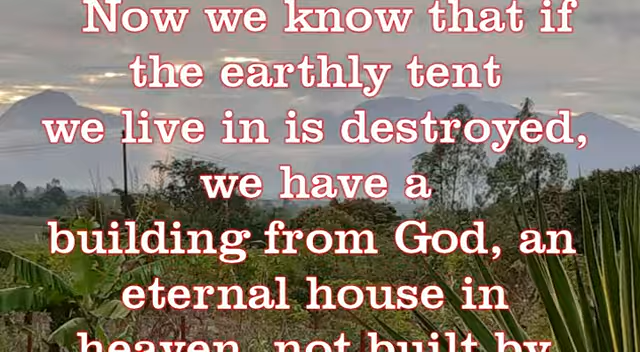 Now we know that if
the earthly tent
we live in is destroyed,
we have a
building from God, an
eternal house in
heaven, not built by